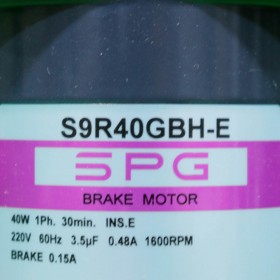 S9R40GBH-E
SPG
BRAKE MOTOR
40W 1Ph. 30min. INS.E
220V 60Hz 3.5µF 0.48A 1600RPM
BRAKE 0.15A